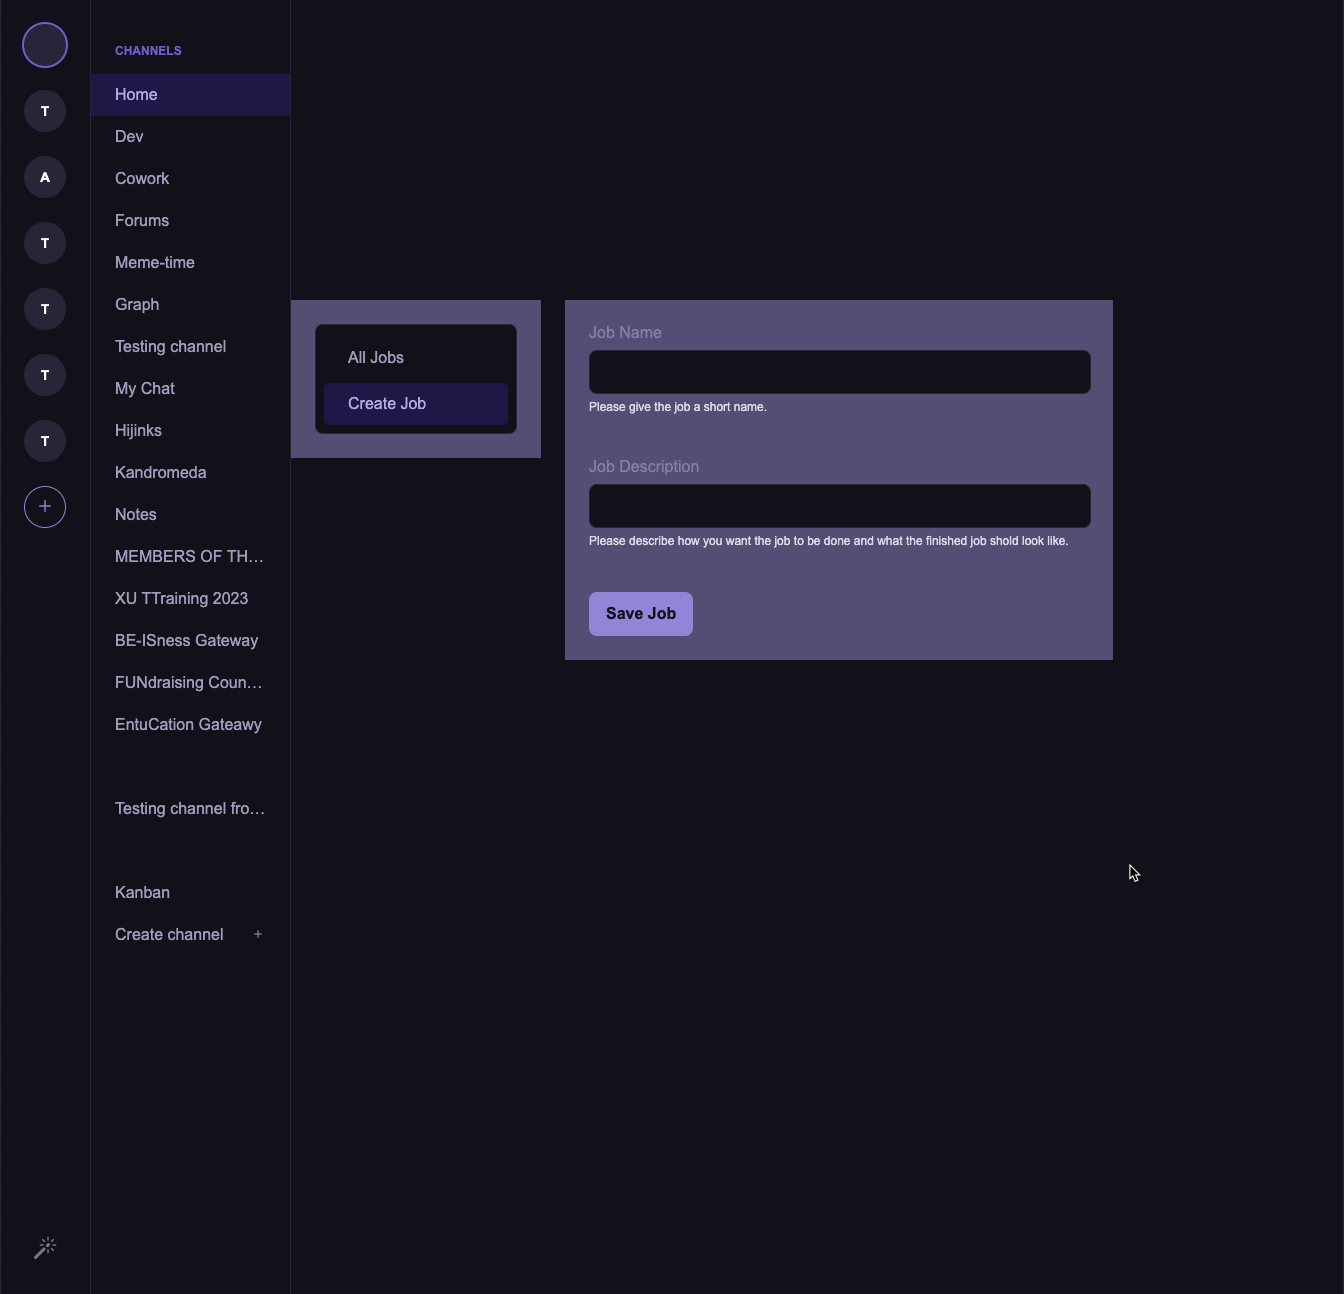 T
A
T
T
T
T
+
CHANNELS
Home
Dev
Cowork
Forums
Meme-time
Graph
Testing channel
My Chat
Hijinks
Kandromeda
Notes
MEMBERS OF TH...
XU TTraining 2023
BE-ISness Gateway
FUNdraising Coun...
EntuCation Gateawy
Testing channel fro...
Kanban
Create channel +
All Jobs
Create Job
Job Name
Please give the job a short name.
Job Description
Please describe how you want the job to be done and what the finished job shold look like.
Save Job